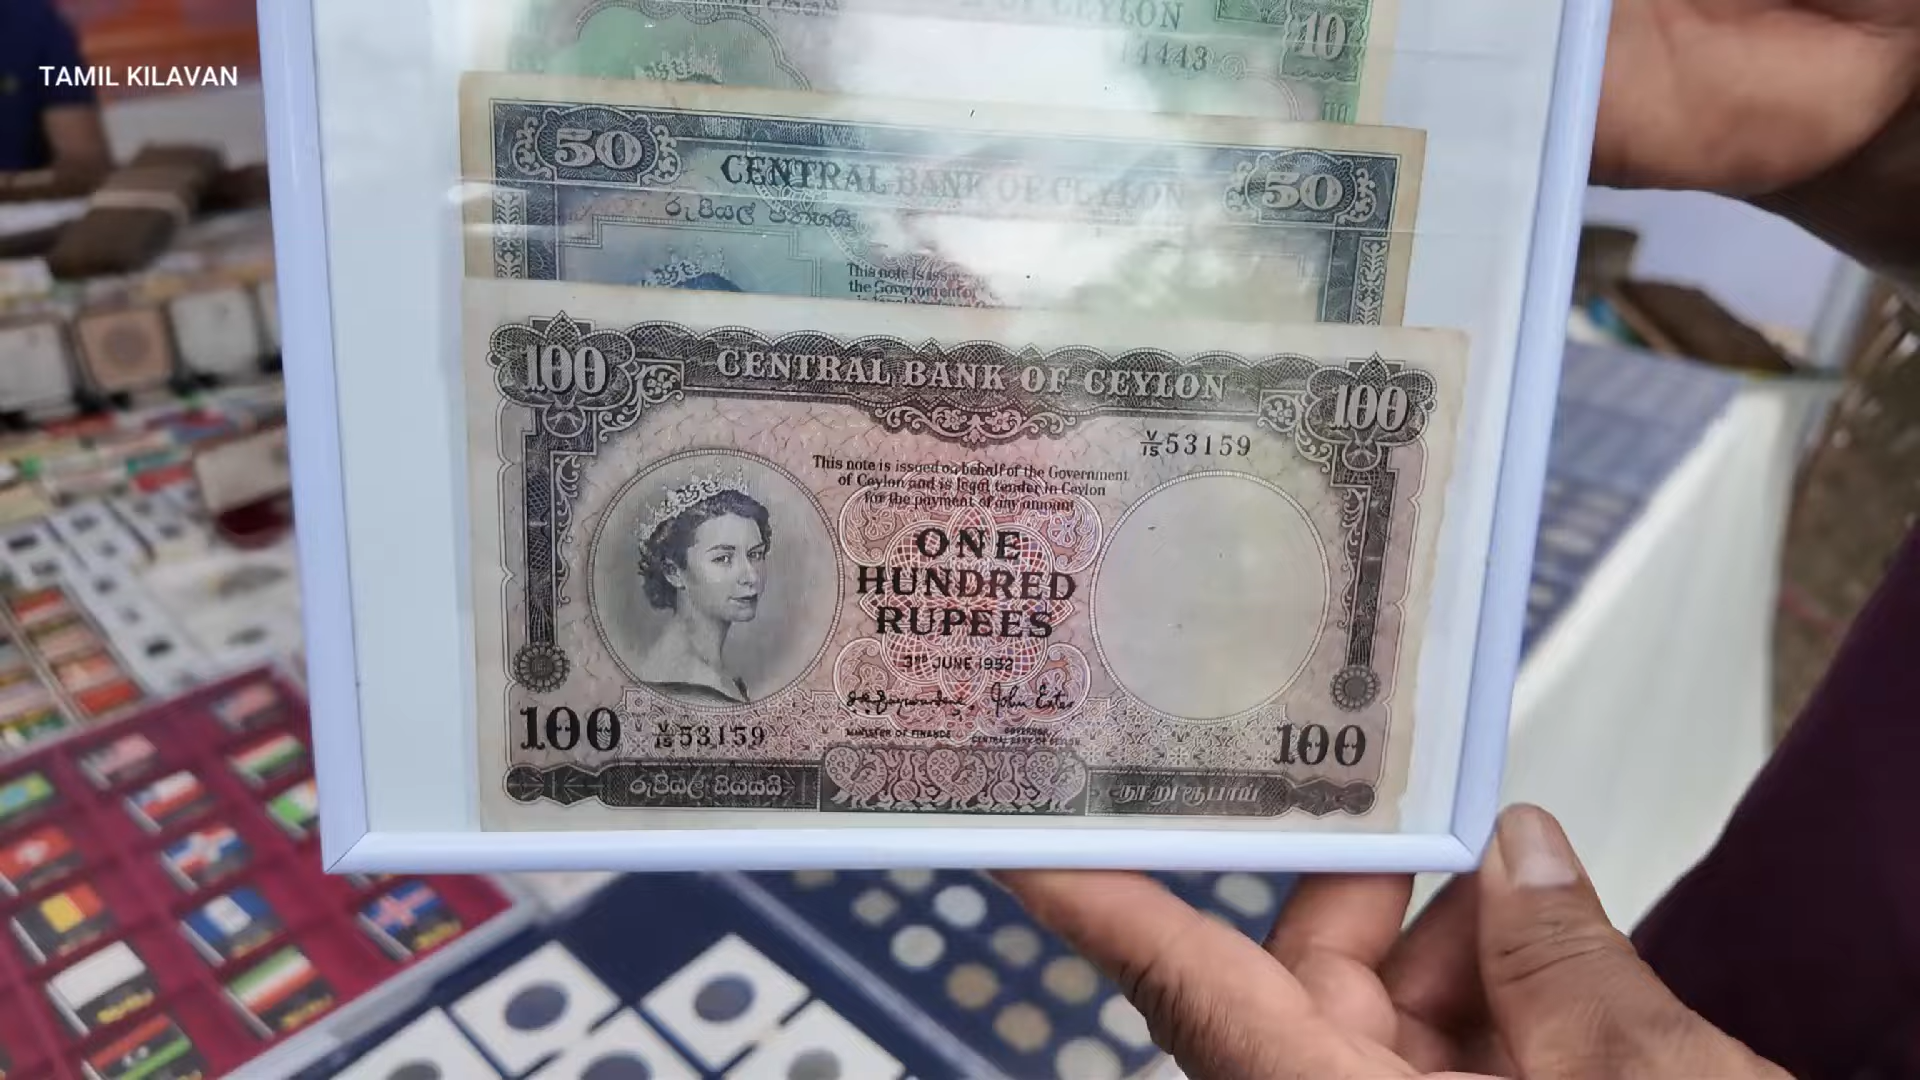 TAMIL KILAVAN
OF CEYLON
10
14443
50
CENTRAL BANK OF CEYLON
50
රුපියල් පනහයි
This note is
the Government of
100
CENTRAL BANK OF CEYLON
100
V/15 53159
This note is issued on behalf of the Government
of Ceylon and is legal tender in Ceylon
for the payment of any amount
ONE
HUNDRED
RUPEES
3RD JUNE 1952
MINISTER OF FINANCE
GOVERNOR
CENTRAL BANK OF CEYLON
100
V/15 53159
100
රුපියල් සියයයි
நூறு ரூபாய்